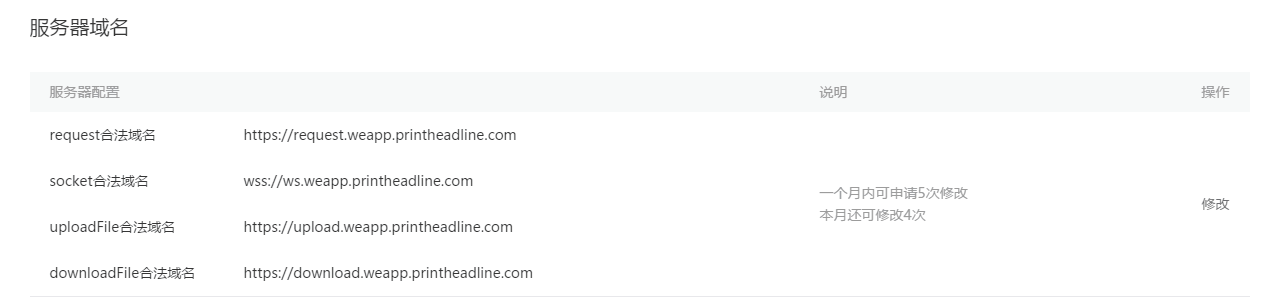 服务器域名
服务器配置 说明 操作
request合法域名 https://request.weapp.printheadline.com
socket合法域名 wss://ws.weapp.printheadline.com
一个月内可申请5次修改
本月还可修改4次
修改
uploadFile合法域名 https://upload.weapp.printheadline.com
downloadFile合法域名 https://download.weapp.printheadline.com